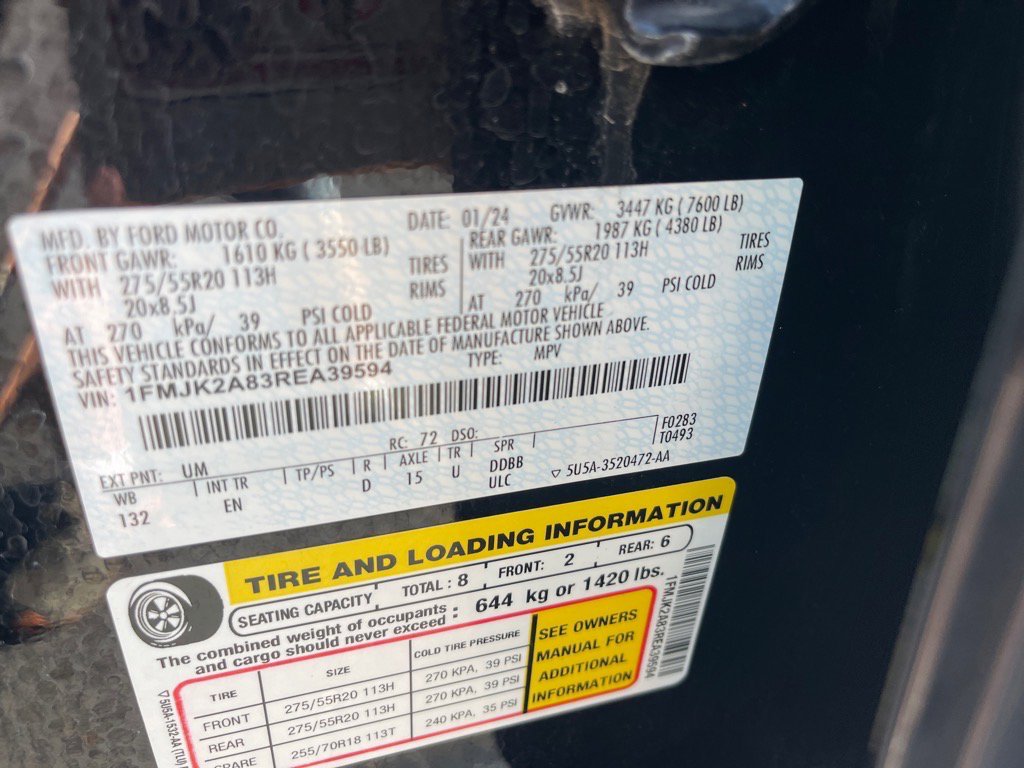 MFD. BY FORD MOTOR CO.
DATE: 01/24 GVWR: 3447 KG ( 7600 LB)
FRONT GAWR: 1610 KG ( 3550 LB)
WITH 275/55R20 113H TIRES
20x8.5J RIMS
AT 270 kPa/ 39 PSI COLD
REAR GAWR: 1987 KG ( 4380 LB)
WITH 275/55R20 113H TIRES
20x8.5J RIMS
AT 270 kPa/ 39 PSI COLD
THIS VEHICLE CONFORMS TO ALL APPLICABLE FEDERAL MOTOR VEHICLE
SAFETY STANDARDS IN EFFECT ON THE DATE OF MANUFACTURE SHOWN ABOVE.
VIN: 1FMJK2A83REA39594 TYPE: MPV
EXT PNT: UM RC: 72 DSO: F0283
T0493
WB INT TR TP/PS R AXLE TR SPR
132 EN D 15 U DDBB
ULC 5U5A-3520472-AA
TIRE AND LOADING INFORMATION
SEATING CAPACITY TOTAL : 8 FRONT: 2 REAR: 6
The combined weight of occupants
and cargo should never exceed : 644 kg or 1420 lbs.
TIRE SIZE COLD TIRE PRESSURE
FRONT 275/55R20 113H 270 KPA, 39 PSI
REAR 275/55R20 113H 270 KPA, 39 PSI
SPARE 255/70R18 113T 240 KPA, 35 PSI
SEE OWNERS
MANUAL FOR
ADDITIONAL
INFORMATION
1FMJK2A83REA39594
5U5A-1532-AA (TLU)